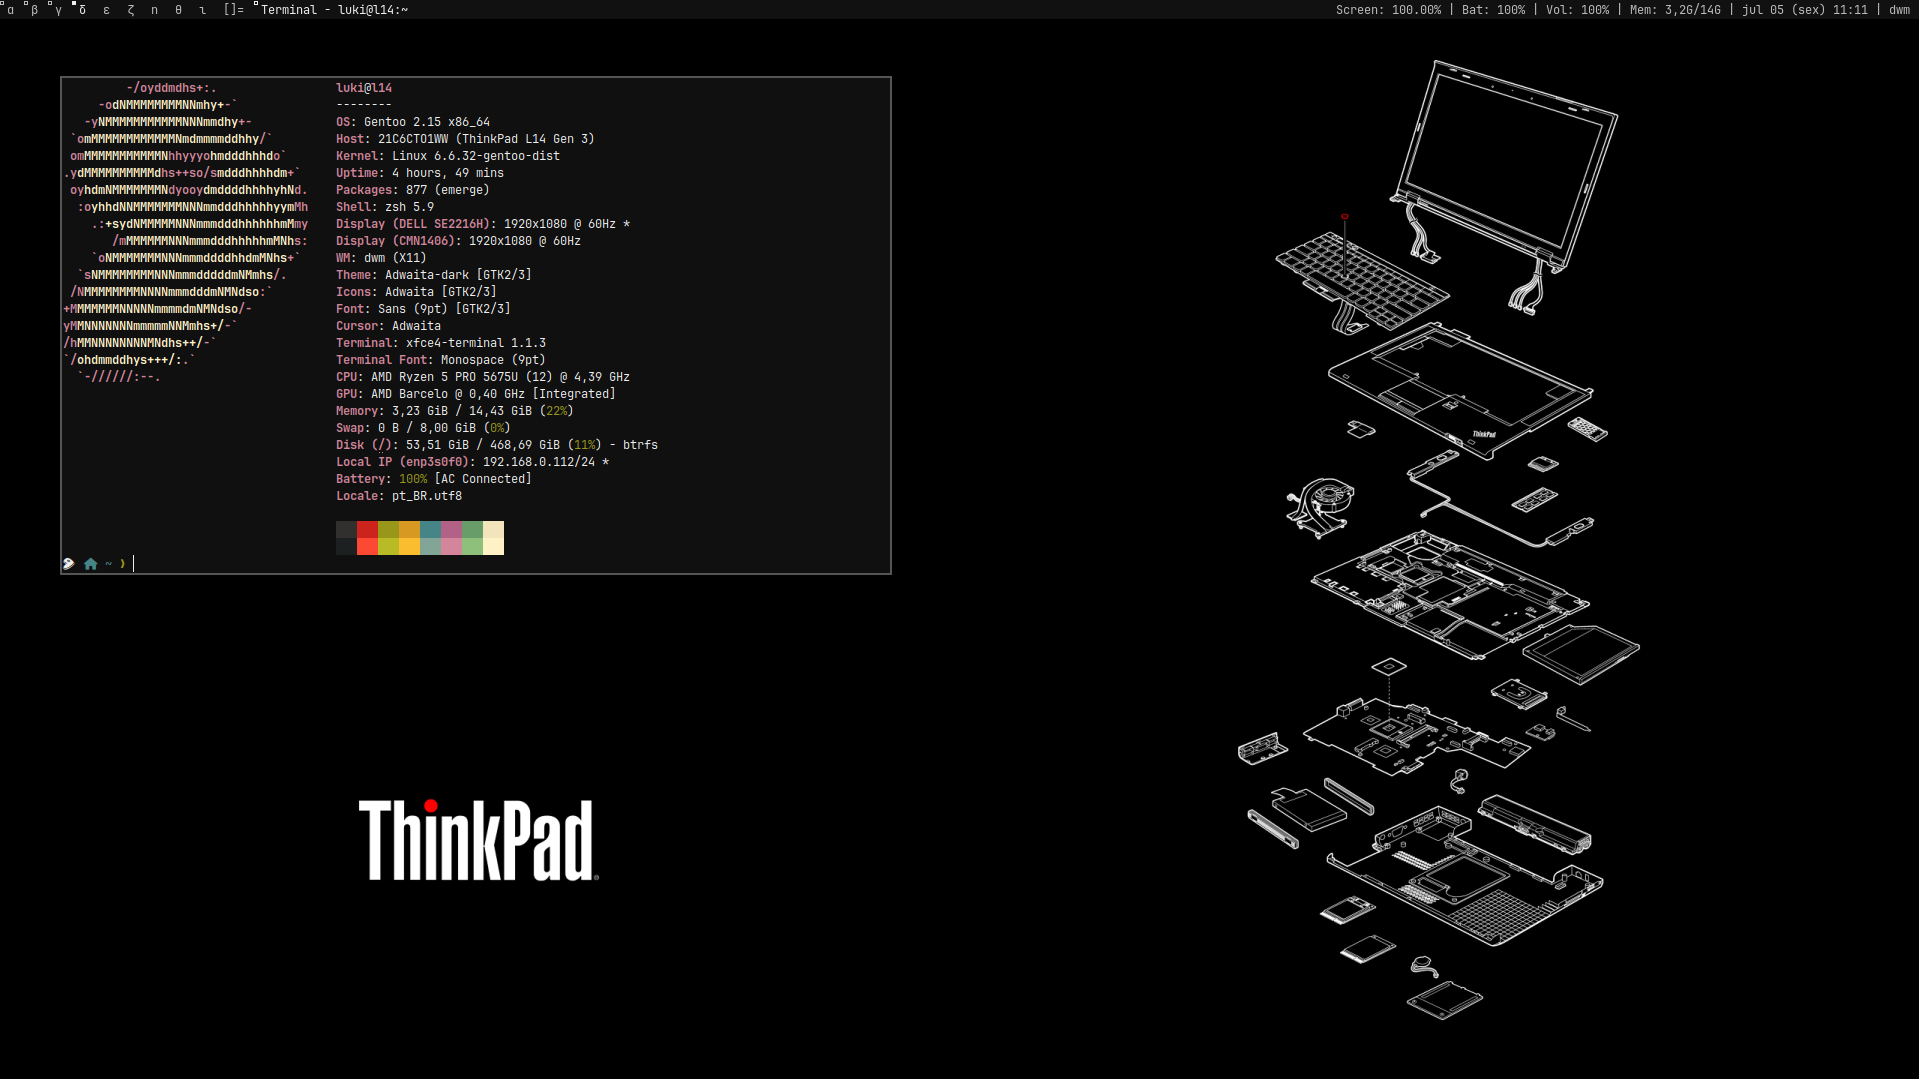 α β γ δ ε ζ η θ ι []= Terminal - luki@l14:~
Screen: 100.00% | Bat: 100% | Vol: 100% | Mem: 3,2G/14G | jul 05 (sex) 11:11 | dwm
-/oyddmdhs+:.
-odNMMMMMMMMNNmhy+-`
-yNMMMMMMMMMMMNNNmmdhy+-
`omMMMMMMMMMMMMNmdmmmmddhhy/`
omMMMMMMMMMMMNhhyyyohmdddhhhdo`
.ydMMMMMMMMMMdhs++so/smdddhhhhdm+`
oyhdmNMMMMMMMNdyooydmddddhhhhyhNd.
:oyhhdNNMMMMMMMNNNmmdddhhhhhyymMh
.:+sydNMMMMMNNNmmmdddhhhhhhmMmy
/mMMMMMMNNNmmmdddhhhhhmMNhs:
`oNMMMMMMMNNNmmmddddhhdmMNhs+`
`sNMMMMMMMMNNNmmmdddddmNMmhs/.
/NMMMMMMMMNNNNmmmdddmNMNdso:`
+MMMMMMMNNNNNmmmmdmNMNdso/-
yMMNNNNNNNmmmmmNNMmhs+/-`
/hMMNNNNNNNNMNdhs++/-`
`/ohdmmddhys+++/:.`
`-//////:--.
luki@l14
--------
OS: Gentoo 2.15 x86_64
Host: 21C6CTO1WW (ThinkPad L14 Gen 3)
Kernel: Linux 6.6.32-gentoo-dist
Uptime: 4 hours, 49 mins
Packages: 877 (emerge)
Shell: zsh 5.9
Display (DELL SE2216H): 1920x1080 @ 60Hz *
Display (CMN1406): 1920x1080 @ 60Hz
WM: dwm (X11)
Theme: Adwaita-dark [GTK2/3]
Icons: Adwaita [GTK2/3]
Font: Sans (9pt) [GTK2/3]
Cursor: Adwaita
Terminal: xfce4-terminal 1.1.3
Terminal Font: Monospace (9pt)
CPU: AMD Ryzen 5 PRO 5675U (12) @ 4,39 GHz
GPU: AMD Barcelo @ 0,40 GHz [Integrated]
Memory: 3,23 GiB / 14,43 GiB (22%)
Swap: 0 B / 8,00 GiB (0%)
Disk (/): 53,51 GiB / 468,69 GiB (11%) - btrfs
Local IP (enp3s0f0): 192.168.0.112/24 *
Battery: 100% [AC Connected]
Locale: pt_BR.utf8
~ ❯
ThinkPad
ThinkPad